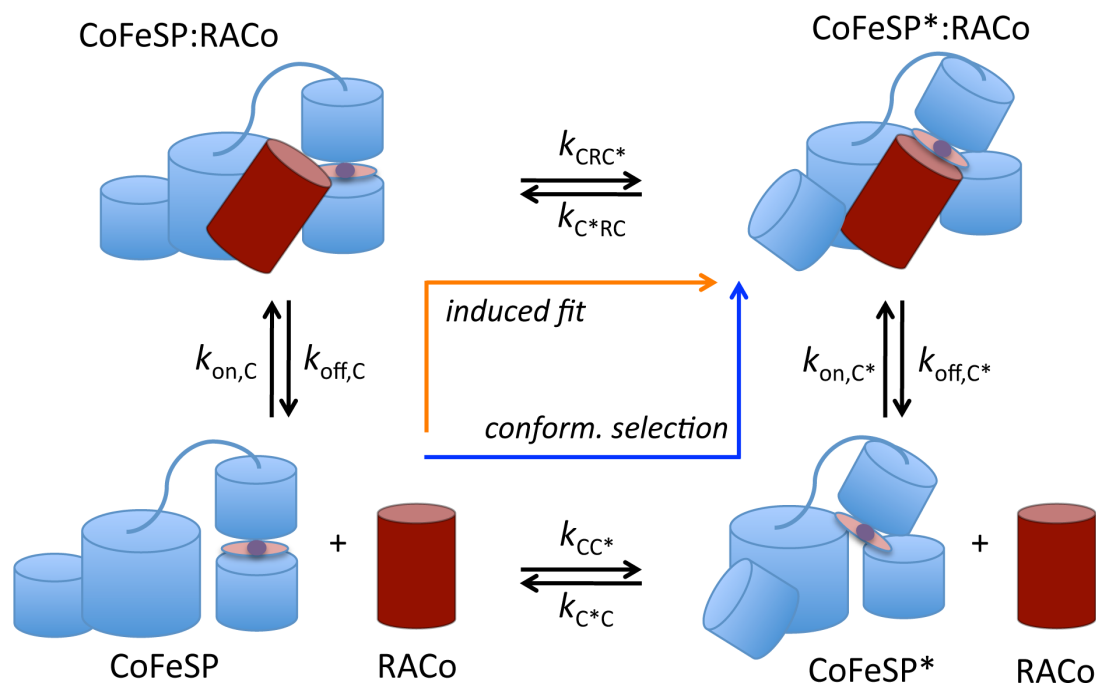 CoFeSP:RACo
CoFeSP*:RACo
kCRC*
kC*RC
induced fit
kon,C
koff,C
kon,C*
koff,C*
conform. selection
+
kCC*
+
kC*C
CoFeSP
RACo
CoFeSP*
RACo